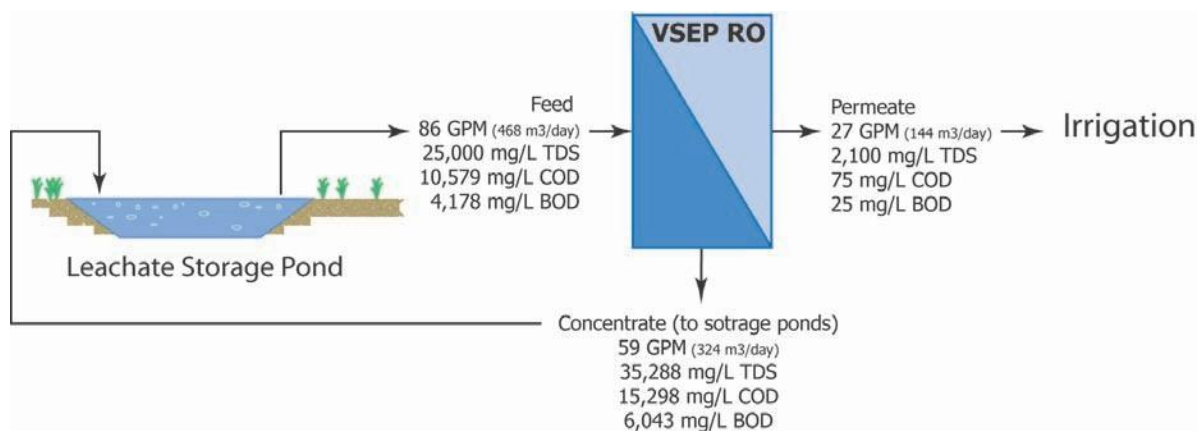 VSEP RO
Feed
86 GPM (468 m3/day)
25,000 mg/L TDS
10,579 mg/L COD
4,178 mg/L BOD
Permeate
27 GPM (144 m3/day)
2,100 mg/L TDS
75 mg/L COD
25 mg/L BOD
Irrigation
Leachate Storage Pond
Concentrate (to sotrage ponds)
59 GPM (324 m3/day)
35,288 mg/L TDS
15,298 mg/L COD
6,043 mg/L BOD